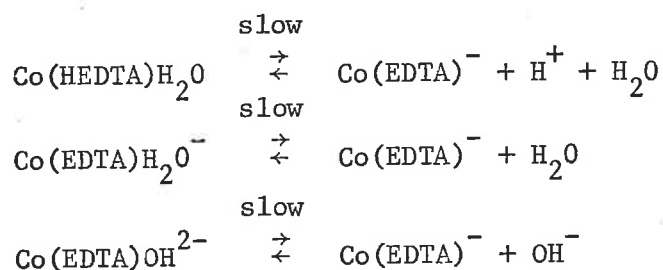 slow
Co(HEDTA)H₂O ⇄ Co(EDTA)⁻ + H⁺ + H₂O
slow
Co(EDTA)H₂O⁻ ⇄ Co(EDTA)⁻ + H₂O
slow
Co(EDTA)OH²⁻ ⇄ Co(EDTA)⁻ + OH⁻